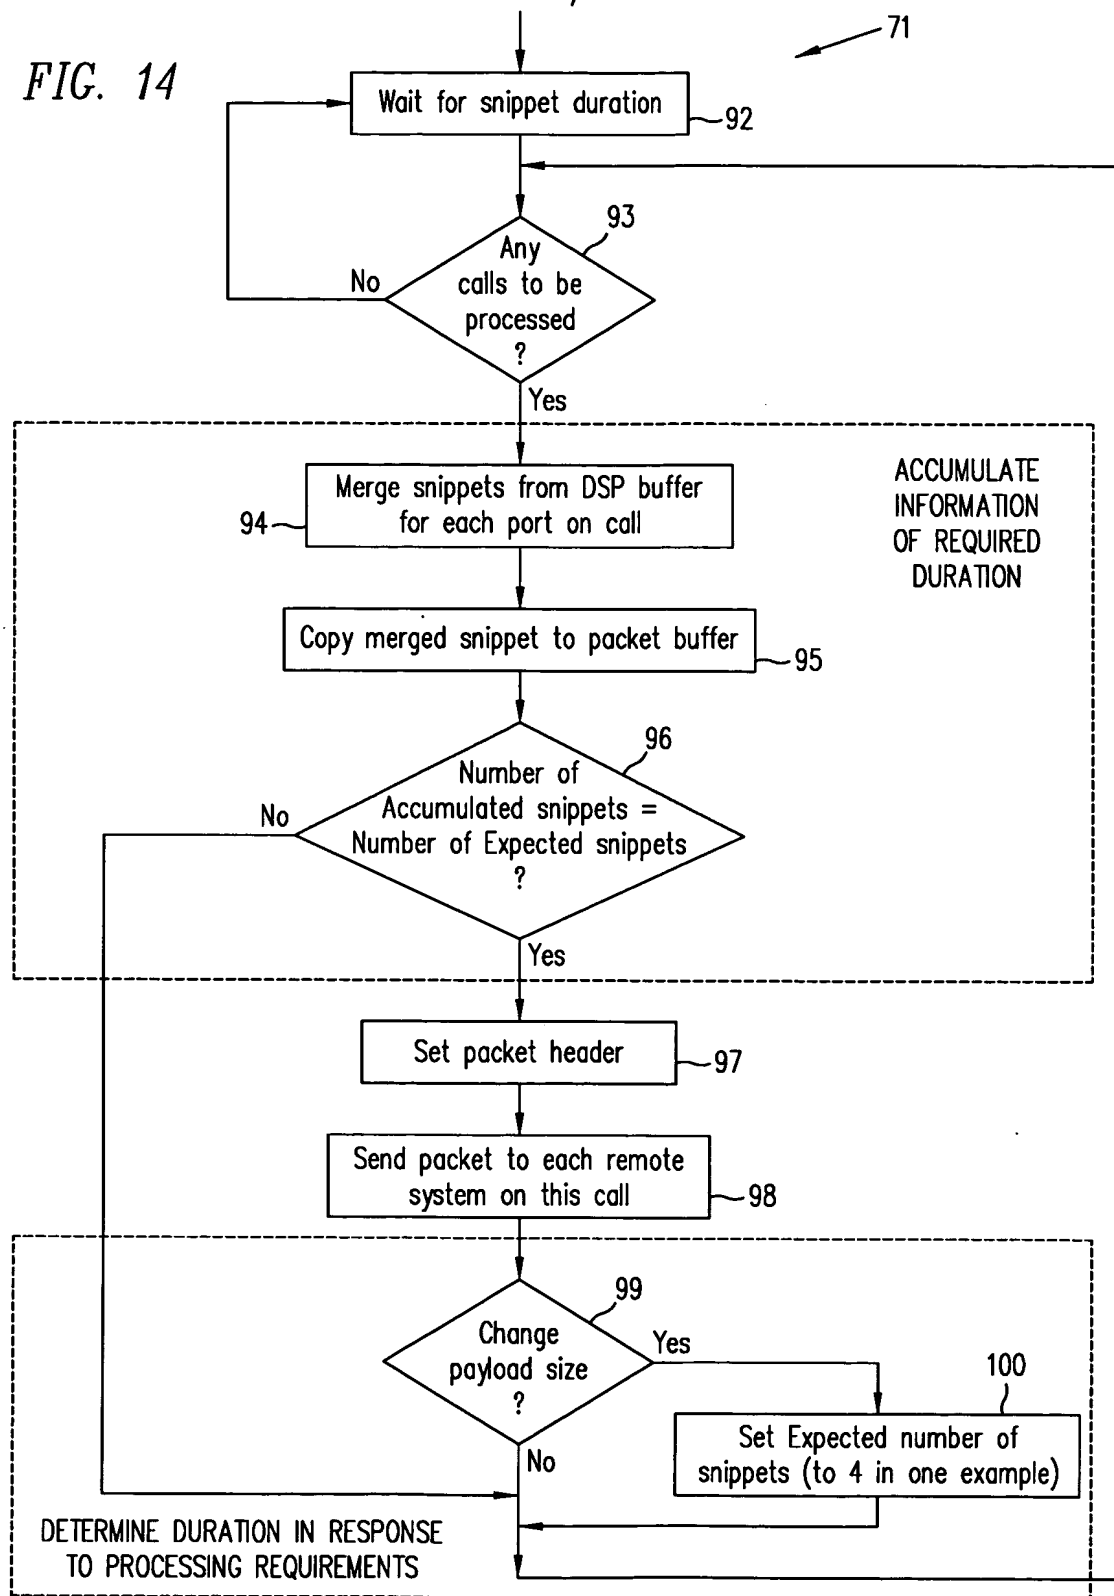 71
FIG. 14
Wait for snippet duration
92
93
Any
calls to be
processed
?
No
Yes
ACCUMULATE
INFORMATION
OF REQUIRED
DURATION
Merge snippets from DSP buffer
for each port on call
94
Copy merged snippet to packet buffer
95
96
Number of
Accumulated snippets =
Number of Expected snippets
?
No
Yes
Set packet header
97
Send packet to each remote
system on this call
98
99
Change
payload size
?
Yes
No
100
Set Expected number of
snippets (to 4 in one example)
DETERMINE DURATION IN RESPONSE
TO PROCESSING REQUIREMENTS